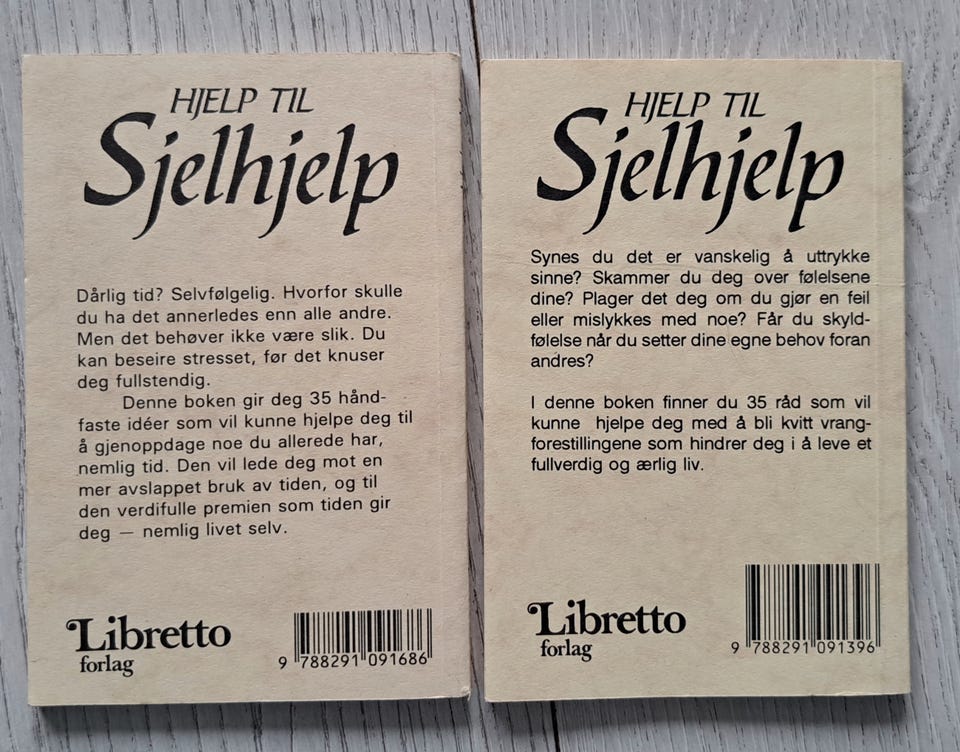 HJELP TIL
Sjelhjelp
Dårlig tid? Selvfølgelig. Hvorfor skulle
du ha det annerledes enn alle andre.
Men det behøver ikke være slik. Du
kan beseire stresset, før det knuser
deg fullstendig.
Denne boken gir deg 35 hånd-
faste idéer som vil kunne hjelpe deg til
å gjenoppdage noe du allerede har,
nemlig tid. Den vil lede deg mot en
mer avslappet bruk av tiden, og til
den verdifulle premien som tiden gir
deg — nemlig livet selv.
Libretto
forlag
9 788291 091686
HJELP TIL
Sjelhjelp
Synes du det er vanskelig å uttrykke
sinne? Skammer du deg over følelsene
dine? Plager det deg om du gjør en feil
eller mislykkes med noe? Får du skyld-
følelse når du setter dine egne behov foran
andres?
I denne boken finner du 35 råd som vil
kunne hjelpe deg med å bli kvitt vrang-
forestillingene som hindrer deg i å leve et
fullverdig og ærlig liv.
Libretto
forlag
9 788291 091396